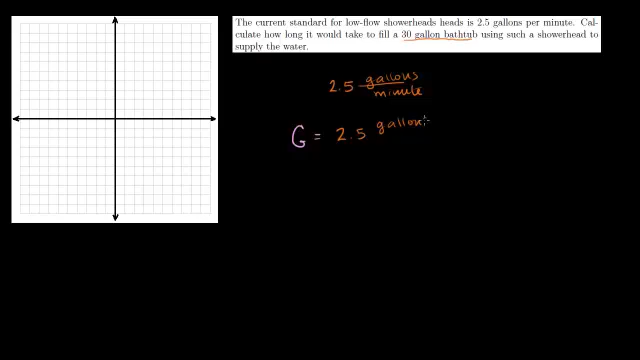 The current standard for low-flow showerheads heads is 2.5 gallons per minute. Cal-
culate how long it would take to fill a 30 gallon bathtub using such a showerhead to
supply the water.
2.5 gallons
minute
G = 2.5 gallons